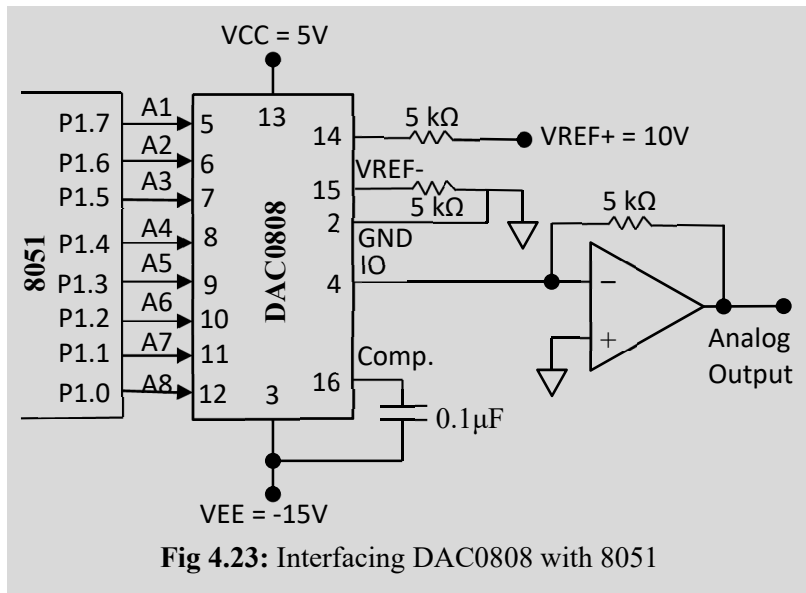 VCC = 5V
P1.7 A1 5 13 14 5 kΩ VREF+ = 10V
P1.6 A2 6
P1.5 A3 7 15 VREF- 5 kΩ
2 GND
P1.4 A4 8
P1.3 A5 9 4 IO
P1.2 A6 10
P1.1 A7 11
P1.0 A8 12 3 16 Comp.
8051
DAC0808
5 kΩ
−
+
Analog
Output
0.1μF
VEE = -15V
Fig 4.23: Interfacing DAC0808 with 8051